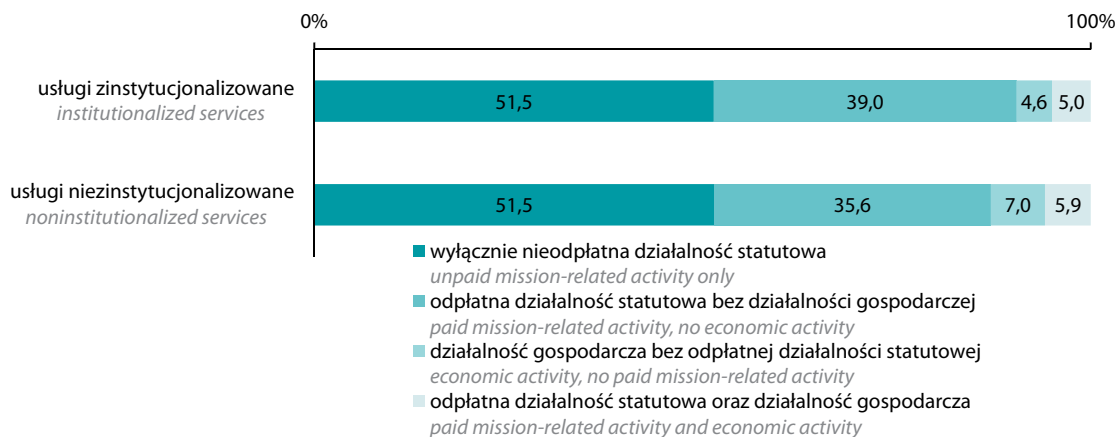 0% 100%
usługi zinstytucjonalizowane
institutionalized services
51,5 39,0 4,6 5,0
usługi niezinstytucjonalizowane
noninstitutionalized services
51,5 35,6 7,0 5,9
wyłącznie nieodpłatna działalność statutowa
unpaid mission-related activity only
odpłatna działalność statutowa bez działalności gospodarczej
paid mission-related activity, no economic activity
działalność gospodarcza bez odpłatnej działalności statutowej
economic activity, no paid mission-related activity
odpłatna działalność statutowa oraz działalność gospodarcza
paid mission-related activity and economic activity